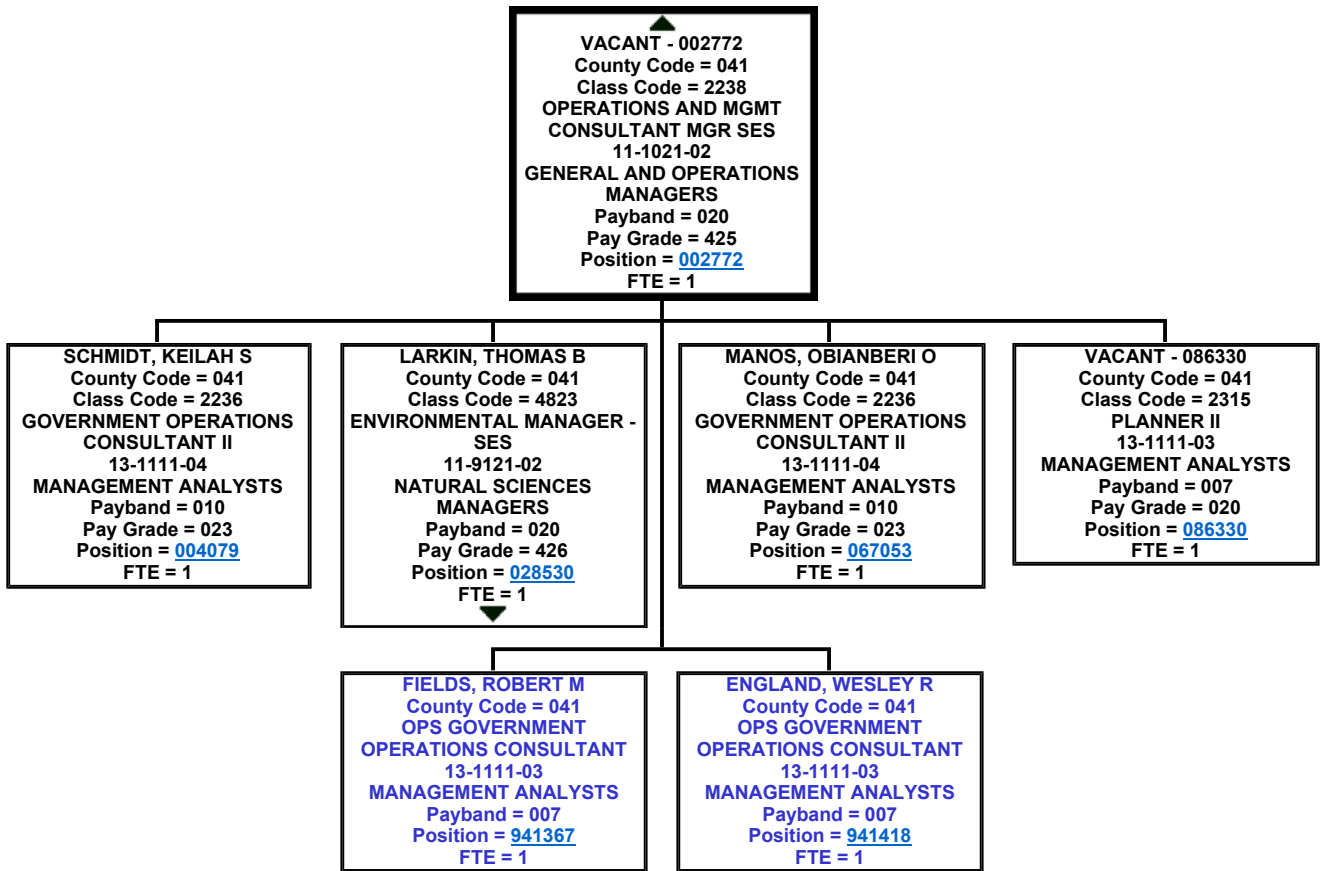 VACANT - 002772
County Code = 041
Class Code = 2238
OPERATIONS AND MGMT
CONSULTANT MGR SES
11-1021-02
GENERAL AND OPERATIONS
MANAGERS
Payband = 020
Pay Grade = 425
Position = 002772
FTE = 1
SCHMIDT, KEILAH S
County Code = 041
Class Code = 2236
GOVERNMENT OPERATIONS
CONSULTANT II
13-1111-04
MANAGEMENT ANALYSTS
Payband = 010
Pay Grade = 023
Position = 004079
FTE = 1
LARKIN, THOMAS B
County Code = 041
Class Code = 4823
ENVIRONMENTAL MANAGER -
SES
11-9121-02
NATURAL SCIENCES
MANAGERS
Payband = 020
Pay Grade = 426
Position = 028530
FTE = 1
MANOS, OBIANBERI O
County Code = 041
Class Code = 2236
GOVERNMENT OPERATIONS
CONSULTANT II
13-1111-04
MANAGEMENT ANALYSTS
Payband = 010
Pay Grade = 023
Position = 067053
FTE = 1
VACANT - 086330
County Code = 041
Class Code = 2315
PLANNER II
13-1111-03
MANAGEMENT ANALYSTS
Payband = 007
Pay Grade = 020
Position = 086330
FTE = 1
FIELDS, ROBERT M
County Code = 041
OPS GOVERNMENT
OPERATIONS CONSULTANT
13-1111-03
MANAGEMENT ANALYSTS
Payband = 007
Position = 941367
FTE = 1
ENGLAND, WESLEY R
County Code = 041
OPS GOVERNMENT
OPERATIONS CONSULTANT
13-1111-03
MANAGEMENT ANALYSTS
Payband = 007
Position = 941418
FTE = 1